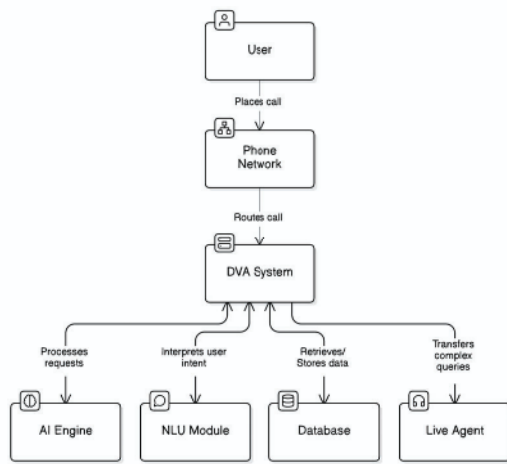 User
Places call
Phone
Network
Routes call
DVA System
Processes
requests
Interprets user
intent
Retrieves/
Stores data
Transfers
complex
queries
AI Engine
NLU Module
Database
Live Agent